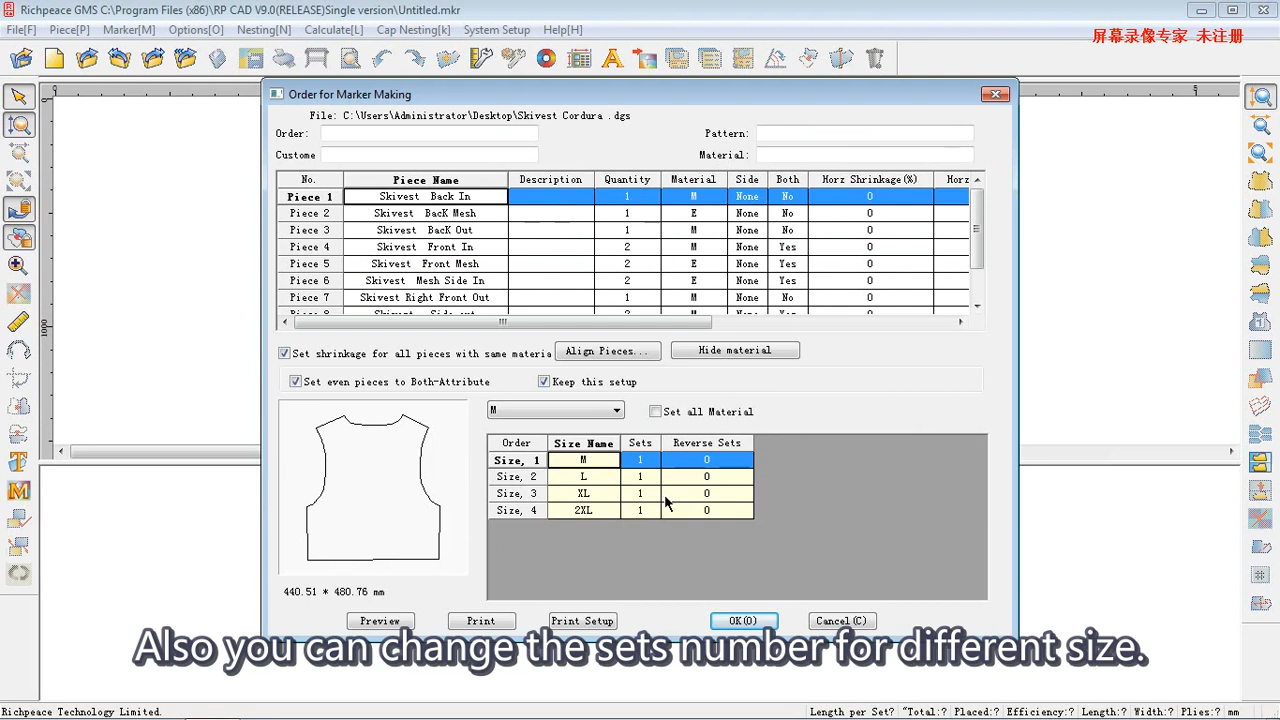 Richpeace GMS C:\Program Files (x86)\RP CAD V9.0(RELEASE)Single version\Untitled.mkr
File[F] Piece[P] Marker[M] Options[O] Nesting[N] Calculate[L] Cap Nesting[k] System Setup Help[H]
屏幕录像专家 未注册
Order for Marker Making
File: C:\Users\Administrator\Desktop\Skivest Cordura .dgs
Order: Pattern:
Custome Material:
No. Piece Name Description Quantity Material Side Both Horz Shrinkage(%) Horz
Piece 1 Skivest Back In 1 M None No 0
Piece 2 Skivest BacK Mesh 1 E None No 0
Piece 3 Skivest BacK Out 1 M None No 0
Piece 4 Skivest Front In 2 M None Yes 0
Piece 5 Skivest Front Mesh 2 E None Yes 0
Piece 6 Skivest Mesh Side In 2 E None Yes 0
Piece 7 Skivest Right Front Out 1 M None No 0
Set shrinkage for all pieces with same materia Align Pieces... Hide material
Set even pieces to Both-Attribute Keep this setup
M Set all Material
Order Size Name Sets Reverse Sets
Size, 1 M 1 0
Size, 2 L 1 0
Size, 3 XL 1 0
Size, 4 2XL 1 0
440.51 * 480.76 mm
Preview Print Print Setup OK(O) Cancel(C)
Also you can change the sets number for different size.
Richpeace Technology Limited. Length per Set? "Total:? Placed:? Efficiency:? Length:? Width:? Plies:? mm